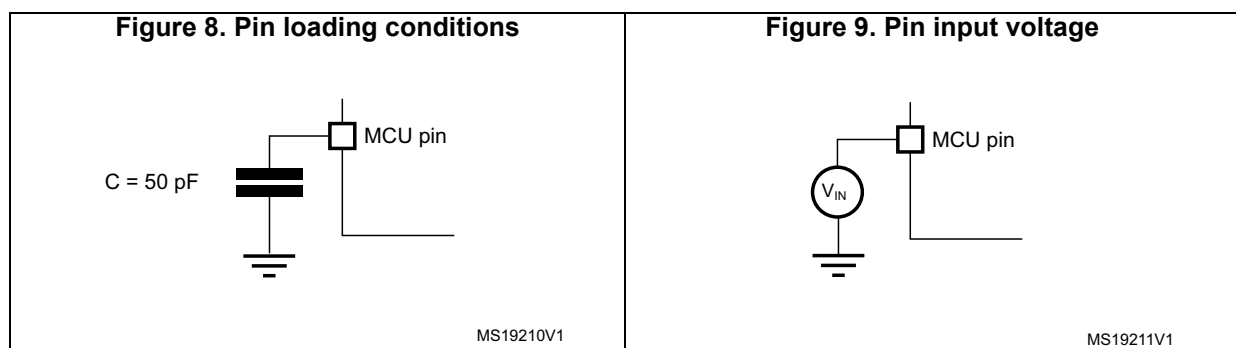 Figure 8. Pin loading conditions
MCU pin
C = 50 pF
MS19210V1
Figure 9. Pin input voltage
MCU pin
VIN
MS19211V1